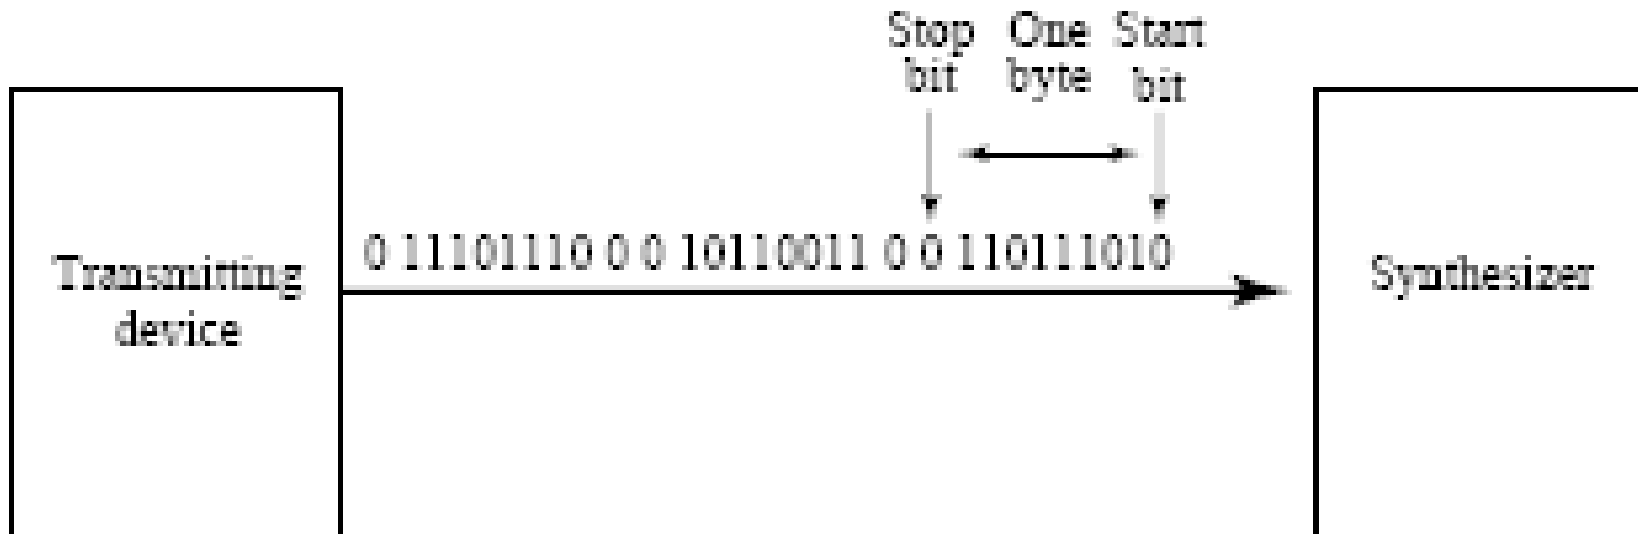 Stop One Start
bit byte bit
0 11101110 0 0 10110011 0 0 110111010
Transmitting
device
Synthesizer